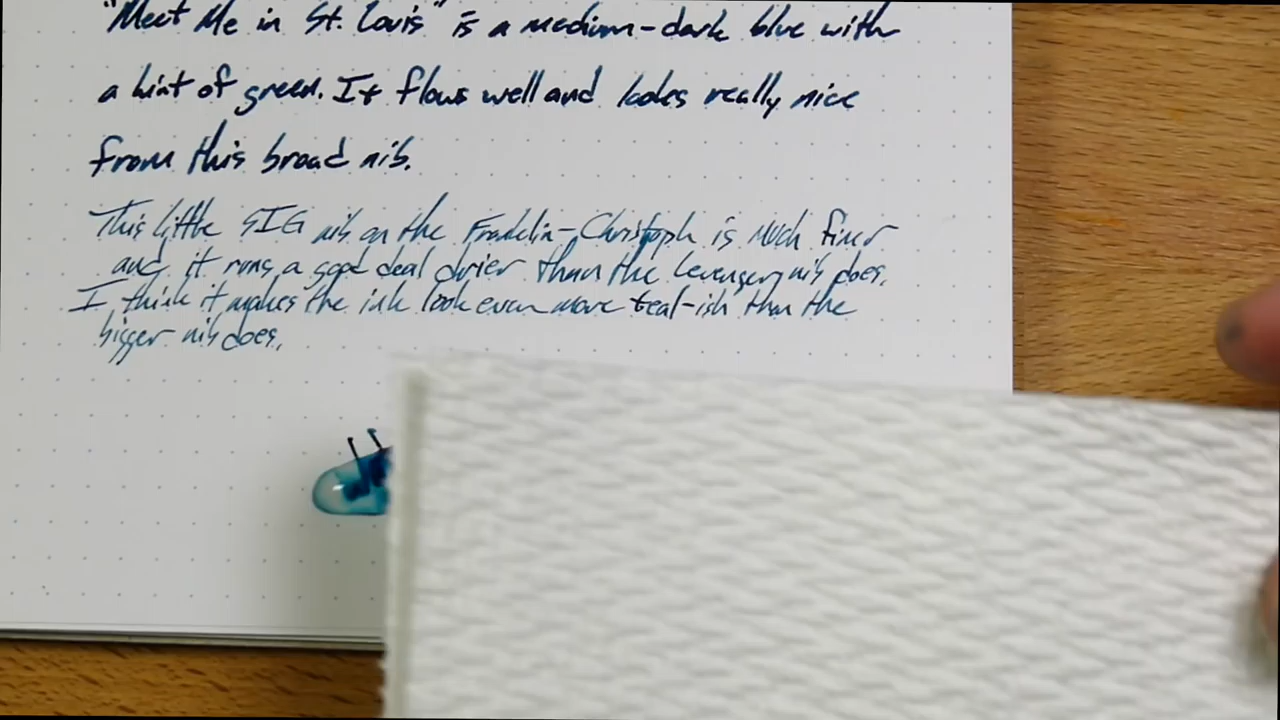 "Meet Me in St. Louis" is a medium-dark blue with
a hint of green. It flows well and looks really nice
from this broad nib.
This little SIG nib on the Franklin-Christoph is much finer
and it runs a good deal drier than the Levenger nib does.
I think it makes the ink look even more teal-ish than the
bigger nib does.